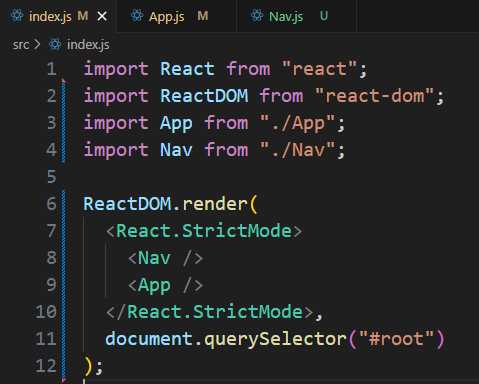 index.js M X App.js M Nav.js U
src > index.js
1 import React from "react";
2 import ReactDOM from "react-dom";
3 import App from "./App";
4 import Nav from "./Nav";
5
6 ReactDOM.render(
7 <React.StrictMode>
8 <Nav />
9 <App />
10 </React.StrictMode>,
11 document.querySelector("#root")
12 );